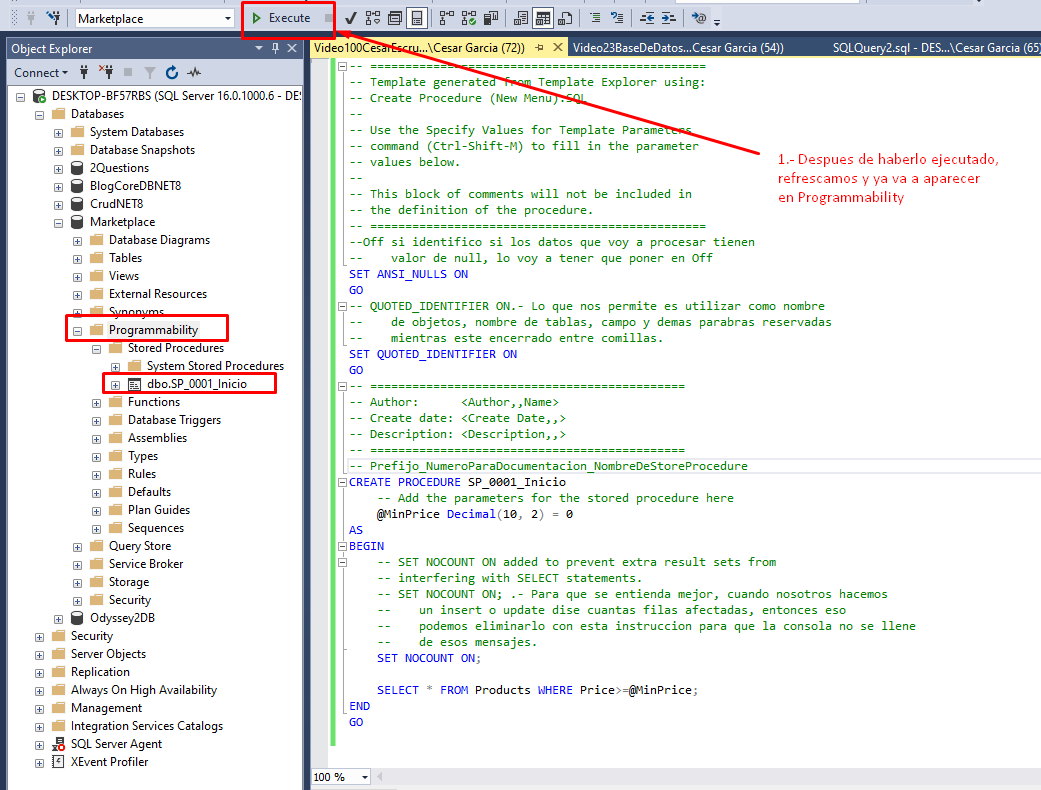 Marketplace
Execute
Object Explorer
Connect
DESKTOP-BF57RBS (SQL Server 16.0.1000.6 - DES
Databases
System Databases
Database Snapshots
2Questions
BlogCoreDBNET8
CrudNET8
Marketplace
Database Diagrams
Tables
Views
External Resources
Synonyms
Programmability
Stored Procedures
System Stored Procedures
dbo.SP_0001_Inicio
Functions
Database Triggers
Assemblies
Types
Rules
Defaults
Plan Guides
Sequences
Query Store
Service Broker
Storage
Security
Odyssey2DB
Security
Server Objects
Replication
Always On High Availability
Management
Integration Services Catalogs
SQL Server Agent
XEvent Profiler
Video100CesarEscru...\Cesar Garcia (72))
Video23BaseDeDatos...Cesar Garcia (54))
SQLQuery2.sql - DES...\Cesar Garcia (65)
-- ================================================
-- Template generated from Template Explorer using:
-- Create Procedure (New Menu).SQL
--
-- Use the Specify Values for Template Parameters
-- command (Ctrl-Shift-M) to fill in the parameter
-- values below.
--
-- This block of comments will not be included in
-- the definition of the procedure.
-- ================================================
--Off si identifico si los datos que voy a procesar tienen
-- valor de null, lo voy a tener que poner en Off
SET ANSI_NULLS ON
GO
-- QUOTED_IDENTIFIER ON.- Lo que nos permite es utilizar como nombre
-- de objetos, nombre de tablas, campo y demas parabras reservadas
-- mientras este encerrado entre comillas.
SET QUOTED_IDENTIFIER ON
GO
-- =============================================
-- Author: <Author,,Name>
-- Create date: <Create Date,,>
-- Description: <Description,,>
-- =============================================
-- Prefijo_NumeroParaDocumentacion_NombreDeStoreProcedure
CREATE PROCEDURE SP_0001_Inicio
-- Add the parameters for the stored procedure here
@MinPrice Decimal(10, 2) = 0
AS
BEGIN
-- SET NOCOUNT ON added to prevent extra result sets from
-- interfering with SELECT statements.
-- SET NOCOUNT ON; .- Para que se entienda mejor, cuando nosotros hacemos
-- un insert o update dise cuantas filas afectadas, entonces eso
-- podemos eliminarlo con esta instruccion para que la consola no se llene
-- de esos mensajes.
SET NOCOUNT ON;
SELECT * FROM Products WHERE Price>=@MinPrice;
END
GO
100 %
1.- Despues de haberlo ejecutado,
refrescamos y ya va a aparecer
en Programmability